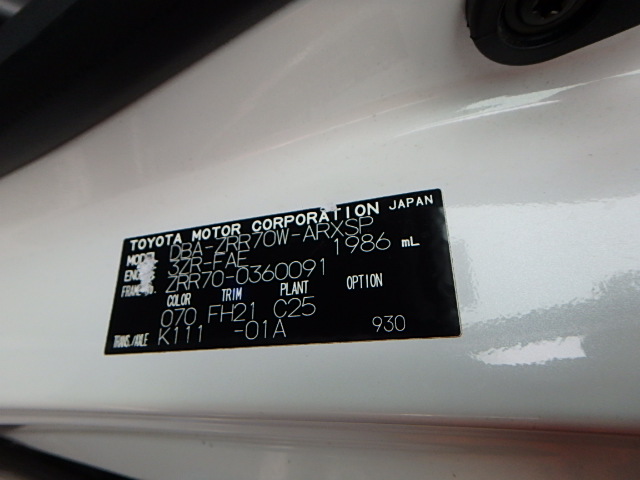 TOYOTA MOTOR CORPORATION JAPAN
MODEL DBA-ZRR70W-ARXSP
ENGINE 3ZR-FAE 1986 mL
FRAME-No. ZRR70-0360091
COLOR TRIM PLANT OPTION
070 FH21 C25
TRANS./AXLE K111 -01A 930